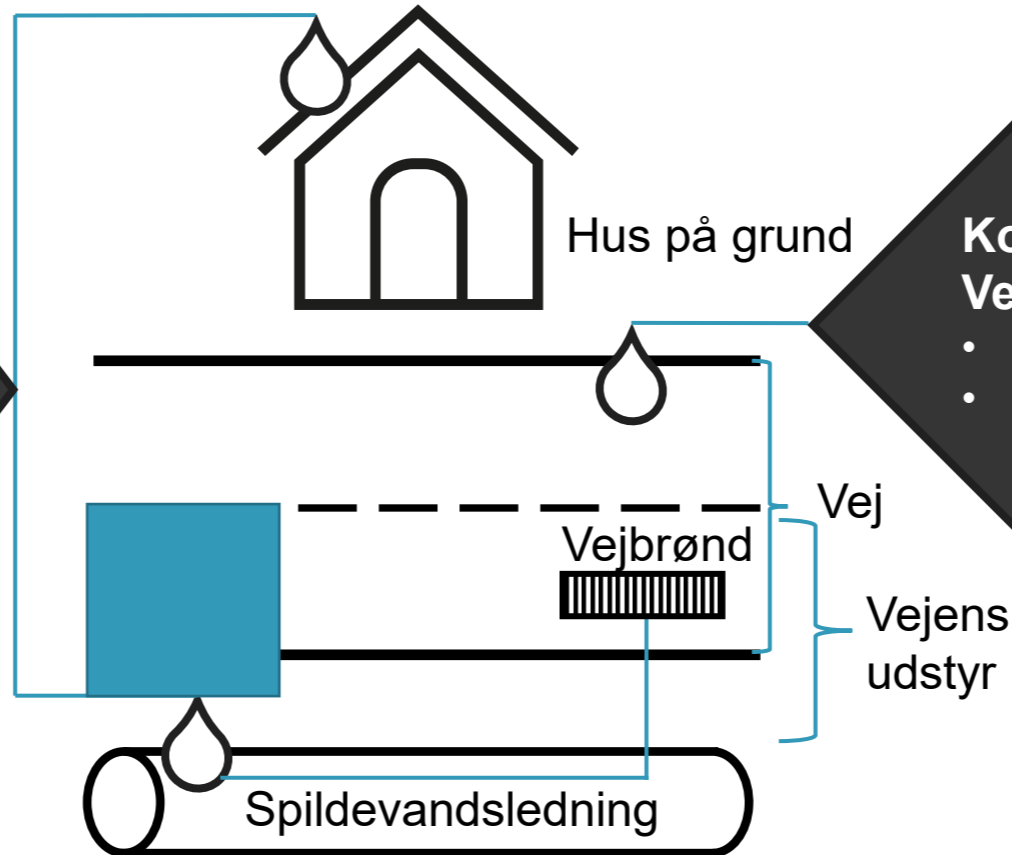 Hus på grund
Vej
Vejbrønd
Vejens
udstyr
Spildevandsledning